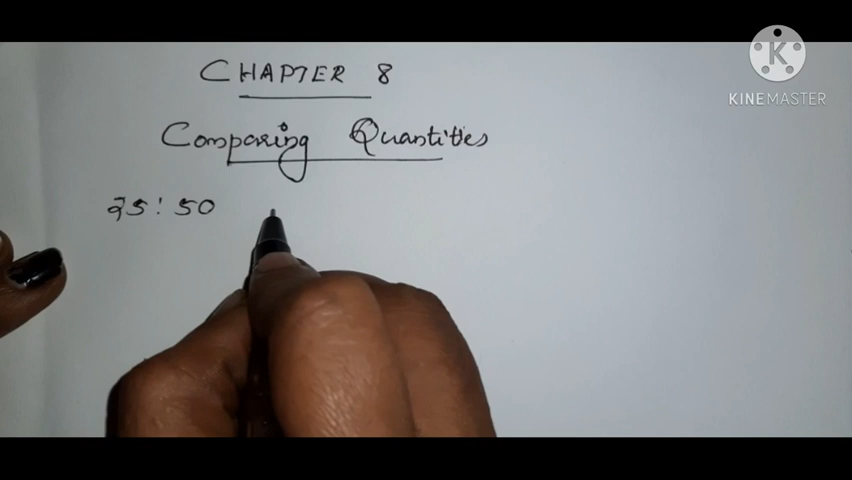 CHAPTER 8
Comparing Quantities
25 : 50
K
KINEMASTER